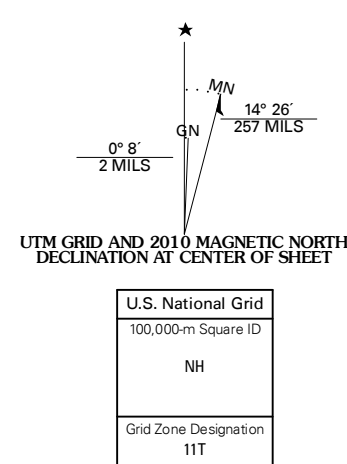 MN
14° 26´
257 MILS
GN
0° 8´
2 MILS
UTM GRID AND 2010 MAGNETIC NORTH
DECLINATION AT CENTER OF SHEET
U.S. National Grid
100,000-m Square ID
NH
Grid Zone Designation
11T